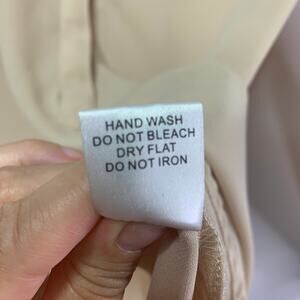 HAND WASH
DO NOT BLEACH
DRY FLAT
DO NOT IRON